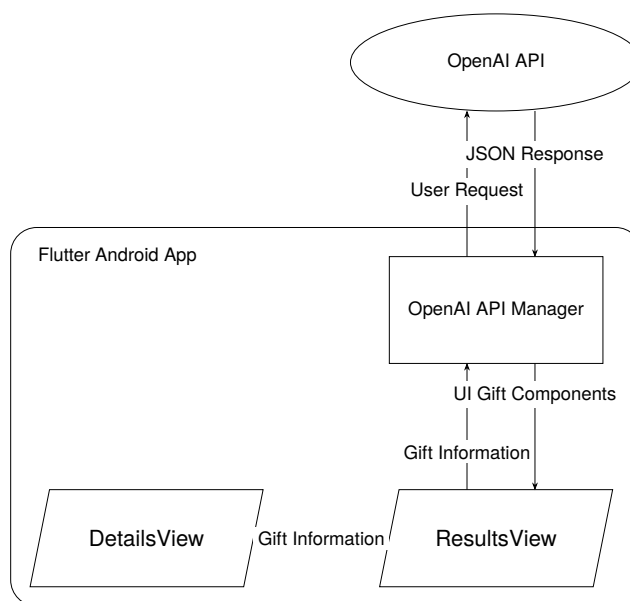 OpenAI API
JSON Response
User Request
Flutter Android App
OpenAI API Manager
UI Gift Components
Gift Information
DetailsView
Gift Information
ResultsView